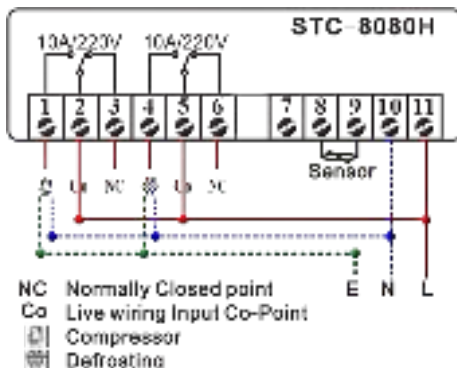 STC-8080H
10A/220V 10A/220V
1 2 3 4 5 6 7 8 9 10 11
Sensor
Co NC Co NC
E N L
NC Normally Closed point
Co Live wiring Input Co-Point
Compressor
Defrosting